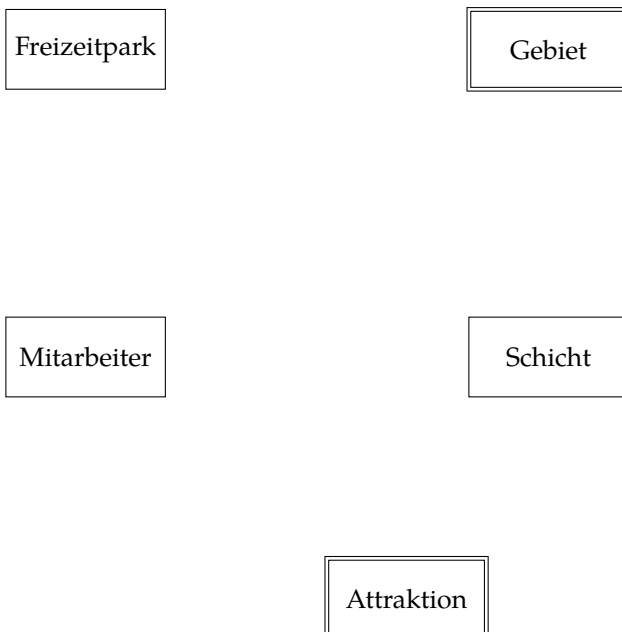 Freizeitpark
Gebiet
Mitarbeiter
Schicht
Attraktion